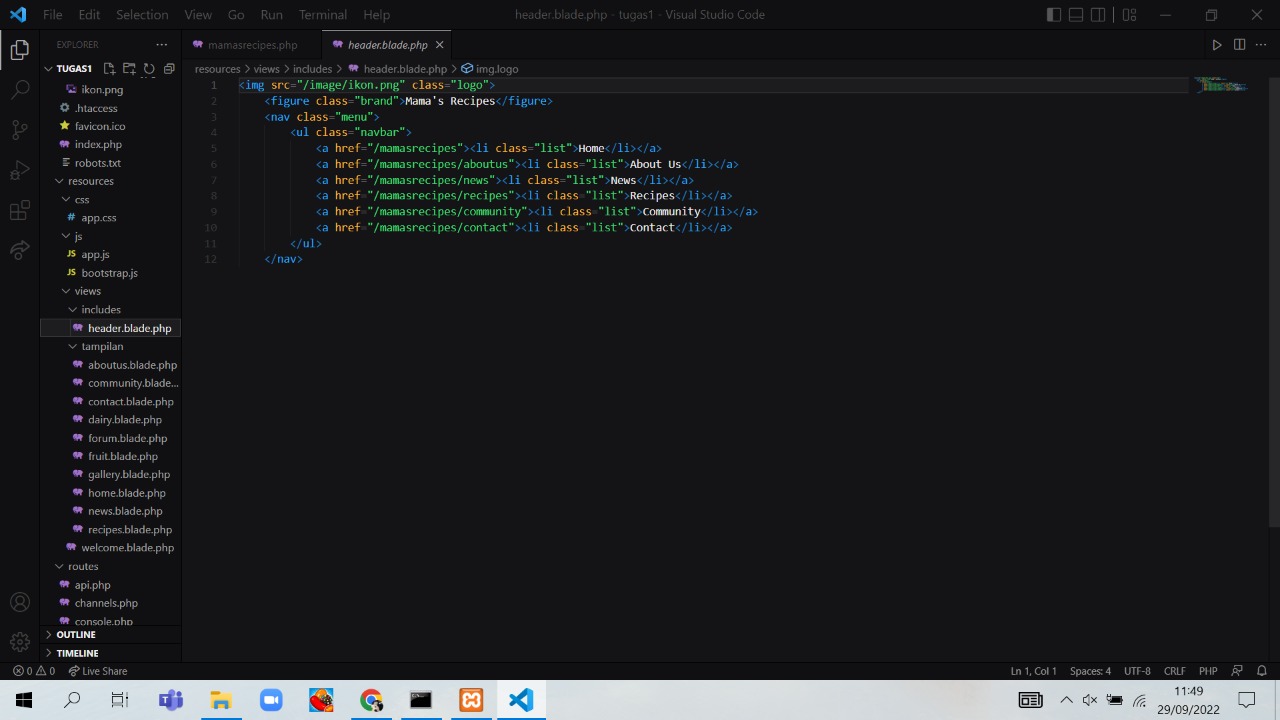 File Edit Selection View Go Run Terminal Help header.blade.php - tugas1 - Visual Studio Code
EXPLORER
TUGAS1
ikon.png
.htaccess
favicon.ico
index.php
robots.txt
resources
css
app.css
js
app.js
bootstrap.js
views
includes
header.blade.php
tampilan
aboutus.blade.php
community.blade...
contact.blade.php
dairy.blade.php
forum.blade.php
fruit.blade.php
gallery.blade.php
home.blade.php
news.blade.php
recipes.blade.php
welcome.blade.php
routes
api.php
channels.php
console.php
OUTLINE
TIMELINE
mamasrecipes.php header.blade.php
resources > views > includes > header.blade.php > img.logo
1 <img src="/image/ikon.png" class="logo">
2 <figure class="brand">Mama's Recipes</figure>
3 <nav class="menu">
4 <ul class="navbar">
5 <a href="/mamasrecipes"><li class="list">Home</li></a>
6 <a href="/mamasrecipes/aboutus"><li class="list">About Us</li></a>
7 <a href="/mamasrecipes/news"><li class="list">News</li></a>
8 <a href="/mamasrecipes/recipes"><li class="list">Recipes</li></a>
9 <a href="/mamasrecipes/community"><li class="list">Community</li></a>
10 <a href="/mamasrecipes/contact"><li class="list">Contact</li></a>
11 </ul>
12 </nav>
0 0 Live Share Ln 1, Col 1 Spaces: 4 UTF-8 CRLF PHP
11:49
29/09/2022